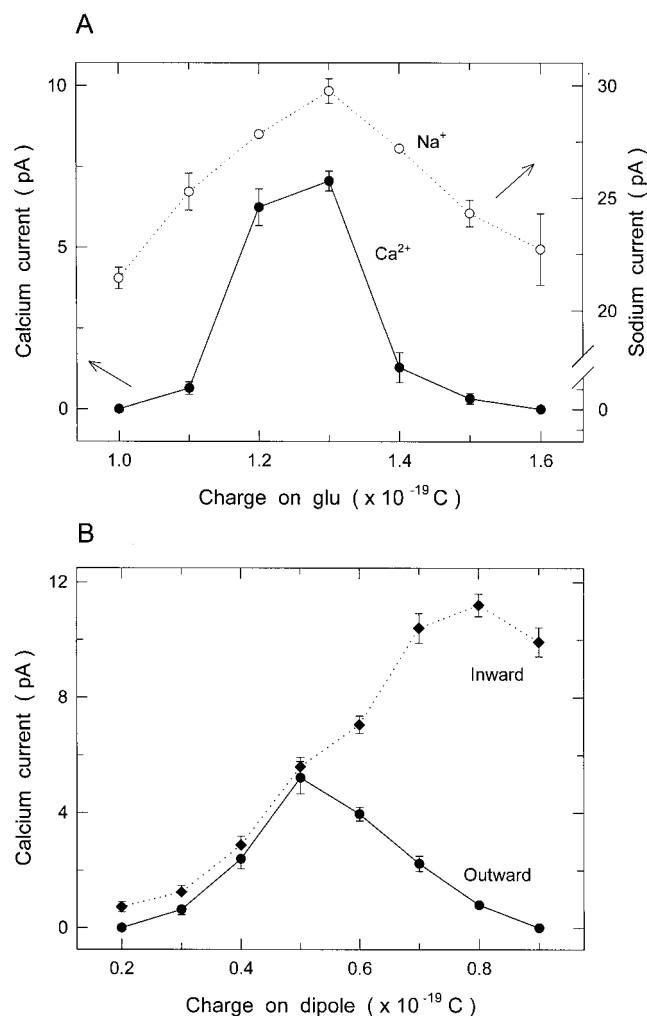 A
Calcium current ( pA )
10
5
0
Na+
Ca2+
30
25
20
0
Sodium current ( pA )
1.0 1.2 1.3 1.4 1.6
Charge on glu ( x 10 -19 C )
B
Calcium current ( pA )
12
8
4
0
Inward
Outward
0.2 0.4 0.6 0.8
Charge on dipole ( x 10 -19 C )